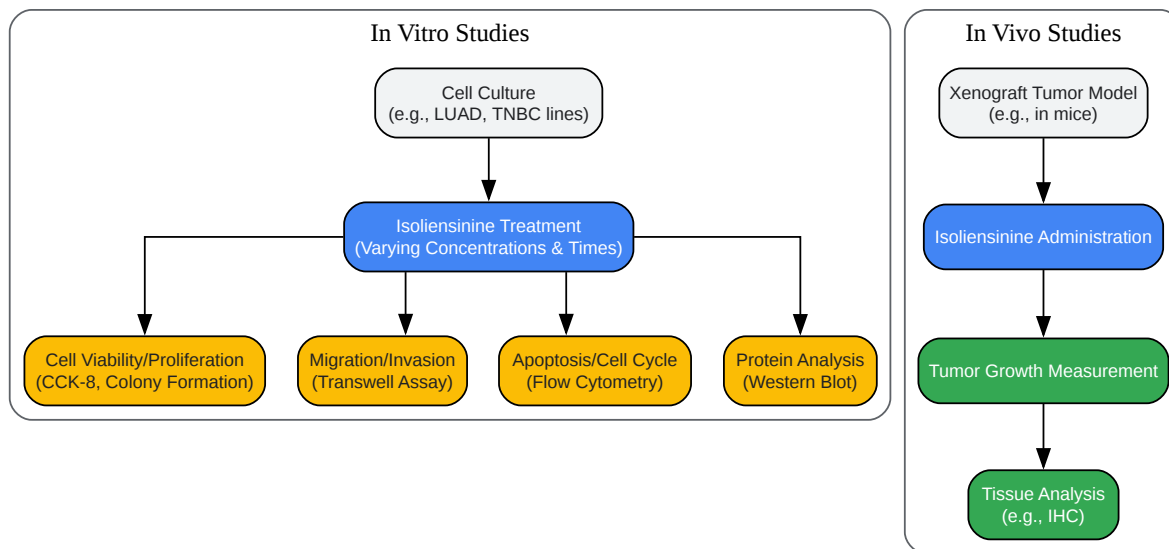 In Vitro Studies
Cell Culture
(e.g., LUAD, TNBC lines)
Isoliensinine Treatment
(Varying Concentrations & Times)
Cell Viability/Proliferation
(CCK-8, Colony Formation)
Migration/Invasion
(Transwell Assay)
Apoptosis/Cell Cycle
(Flow Cytometry)
Protein Analysis
(Western Blot)
In Vivo Studies
Xenograft Tumor Model
(e.g., in mice)
Isoliensinine Administration
Tumor Growth Measurement
Tissue Analysis
(e.g., IHC)